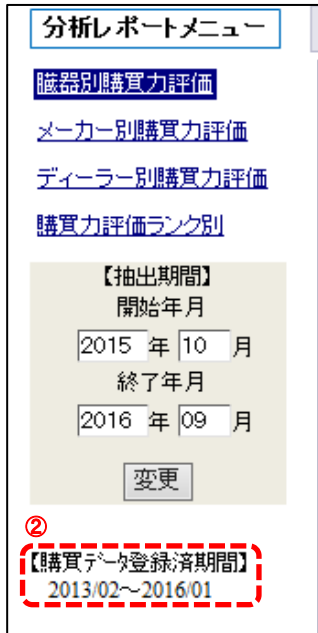 分析レポートメニュー
臓器別購買力評価
メーカー別購買力評価
ディーラー別購買力評価
購買力評価ランク別
【抽出期間】
開始年月
2015 年 10 月
終了年月
2016 年 09 月
変更
②
【購買ﾃﾞｰﾀ登録済期間】
2013/02～2016/01